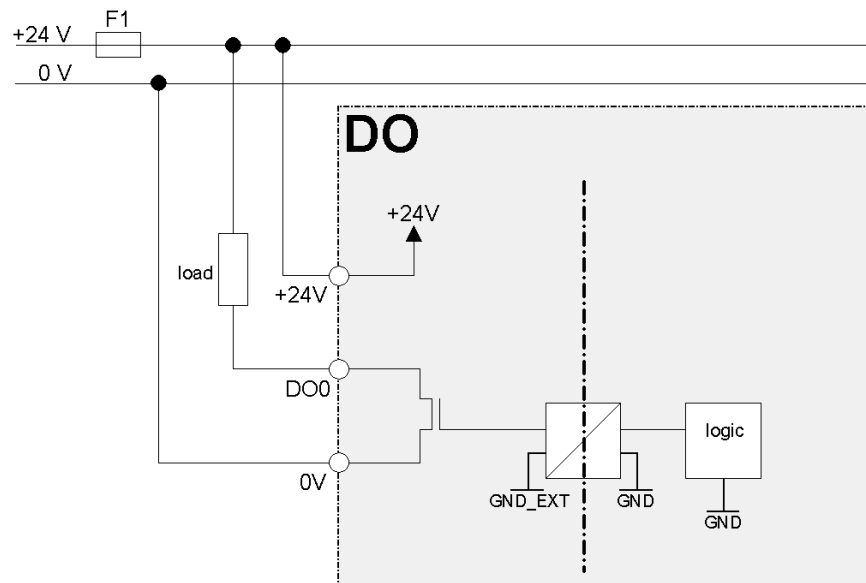 F1
+24 V
0 V
DO
+24V
load
+24V
DO0
logic
0V
GND_EXT
GND
GND